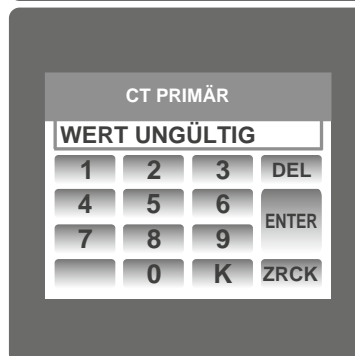 CT PRIMÄR
WERT UNGÜLTIG
1 2 3 DEL
4 5 6 ENTER
7 8 9
0 K ZRCK